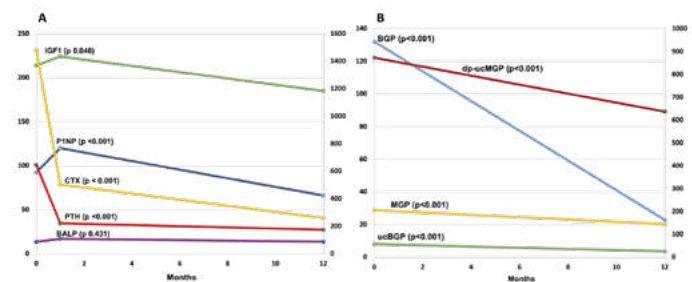 A
B
250
200
150
100
50
0
1600
1400
1200
1000
800
600
400
200
0
IGF1 (p 0.046)
P1NP (p <0.001)
CTX (p < 0.001)
PTH (p <0.001)
BALP (p 0.431)
0 2 4 6 8 10 12
Months
140
120
100
80
60
40
20
0
1000
900
800
700
600
500
400
300
200
100
0
BGP (p<0.001)
dp-ucMGP (p<0.001)
MGP (p<0.001)
ucBGP (p<0.001)
0 2 4 6 8 10 12
Months